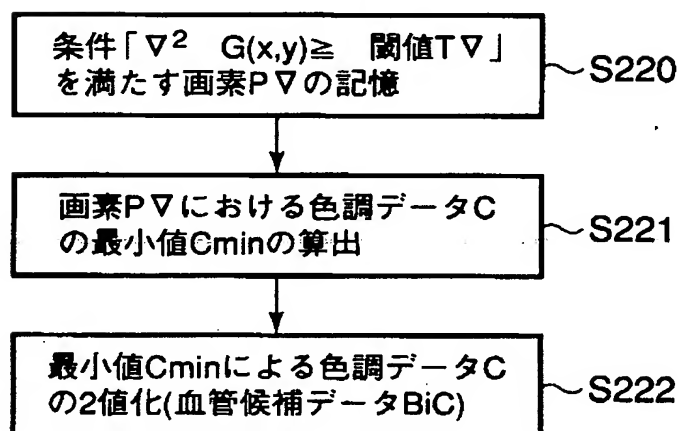 条件「∇² G(x,y)≧ 閾値T∇」
を満たす画素P∇の記憶
~S220
画素P∇における色調データC
の最小値Cminの算出
~S221
最小値Cminによる色調データC
の2値化(血管候補データBiC)
~S222